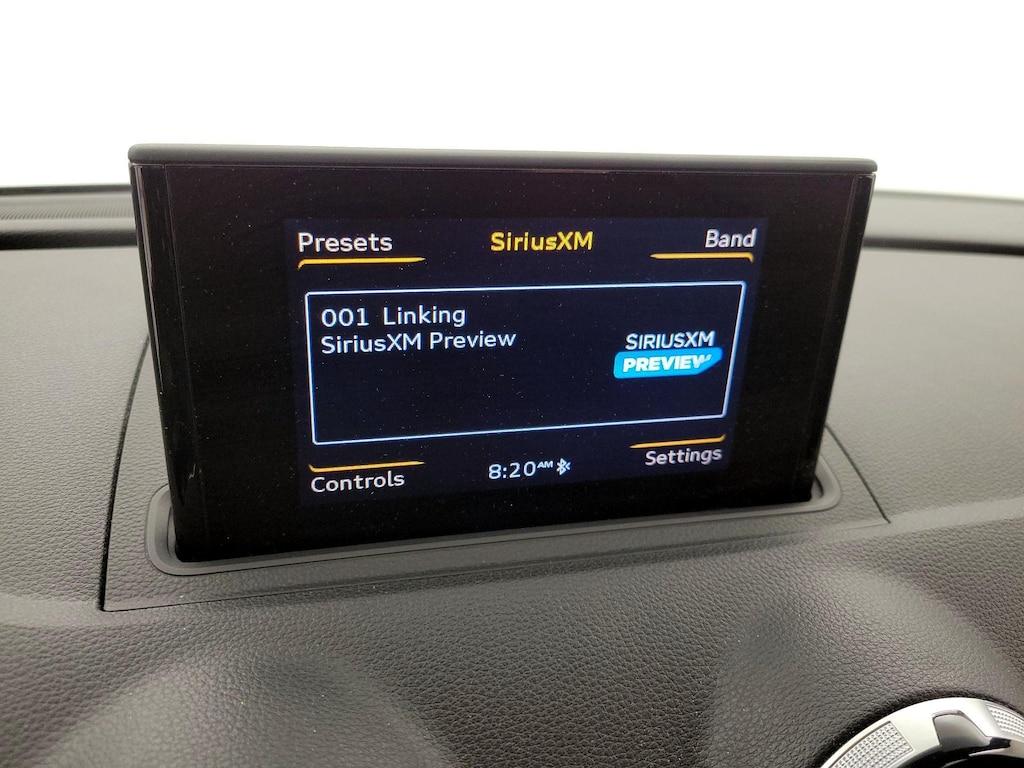 Presets SiriusXM Band
001 Linking
SiriusXM Preview
SIRIUSXM
PREVIEW
Controls 8:20AM Settings